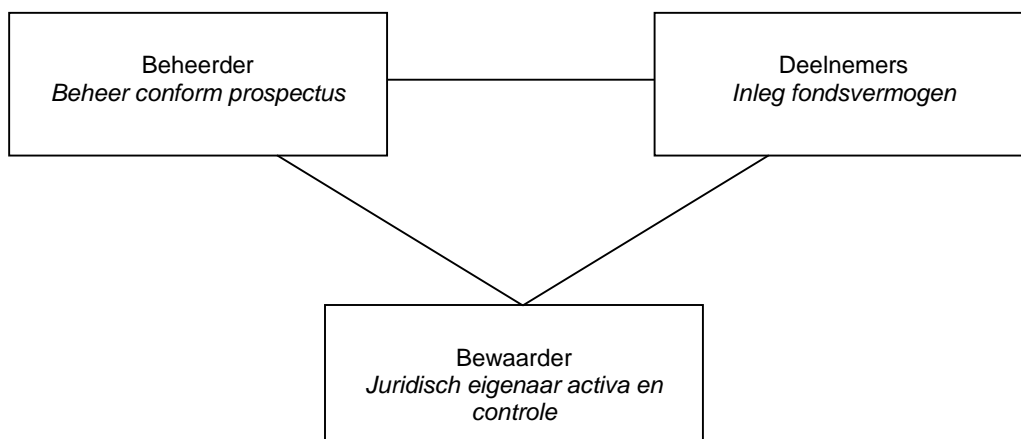 Beheerder
Beheer conform prospectus
Deelnemers
Inleg fondsvermogen
Bewaarder
Juridisch eigenaar activa en
controle